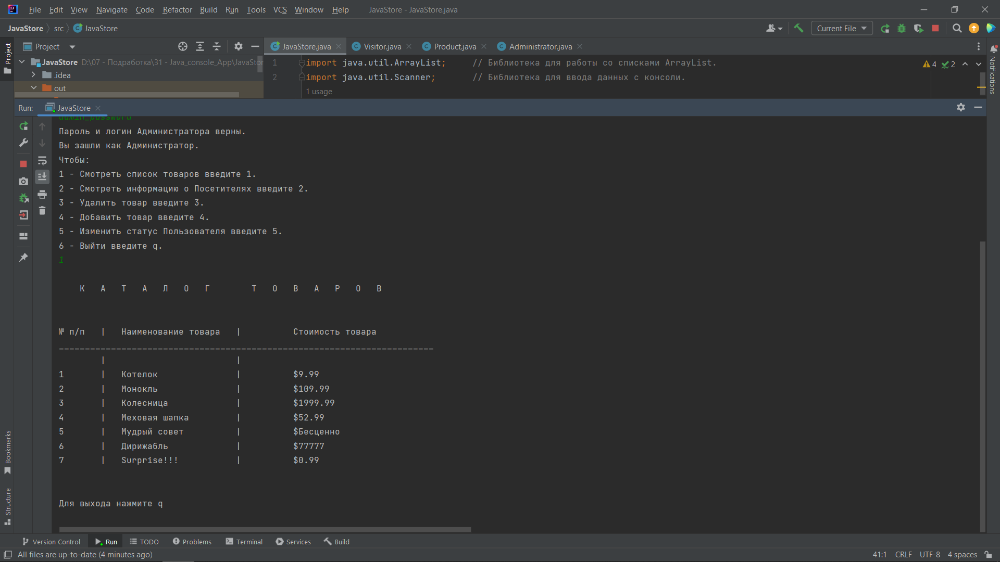 File Edit View Navigate Code Refactor Build Run Tools VCS Window Help JavaStore - JavaStore.java
JavaStore src JavaStore Current File
Project JavaStore.java Visitor.java Product.java Administrator.java
JavaStore D:\07 - Подработка\31 - Java_console_App\JavaStor
.idea
out
1 import java.util.ArrayList; // Библиотека для работы со списками ArrayList.
2 import java.util.Scanner; // Библиотека для ввода данных с консоли.
1 usage
4 2
Project
Notifications
Run: JavaStore
admin_password
Пароль и логин Администратора верны.
Вы зашли как Администратор.
Чтобы:
1 - Смотреть список товаров введите 1.
2 - Смотреть информацию о Посетителях введите 2.
3 - Удалить товар введите 3.
4 - Добавить товар введите 4.
5 - Изменить статус Пользователя введите 5.
6 - Выйти введите q.
1
К А Т А Л О Г Т О В А Р О В
№ п/п | Наименование товара | Стоимость товара
________________________________________________________________________
| |
1 | Котелок | $9.99
2 | Монокль | $109.99
3 | Колесница | $1999.99
4 | Меховая шапка | $52.99
5 | Мудрый совет | $Бесценно
6 | Дирижабль | $77777
7 | Surprise!!! | $0.99
Для выхода нажмите q
Bookmarks
Structure
Version Control Run TODO Problems Terminal Services Build
All files are up-to-date (4 minutes ago) 41:1 CRLF UTF-8 4 spaces